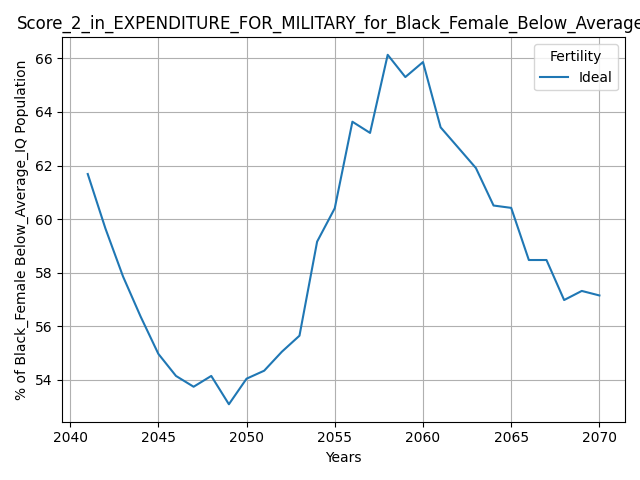 Score_2_in_EXPENDITURE_FOR_MILITARY_for_Black_Female_Below_Average
Fertility
Ideal
% of Black_Female Below_Average_IQ Population
66
64
62
60
58
56
54
2040 2045 2050 2055 2060 2065 2070
Years